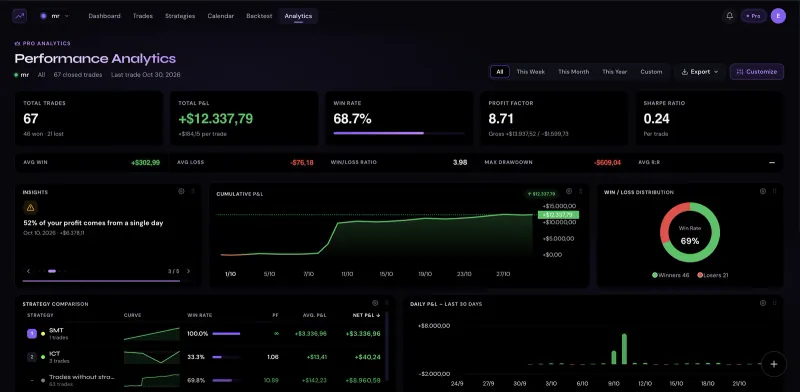 mr
Dashboard
Trades
Strategies
Calendar
Backtest
Analytics
Pro
E
PRO ANALYTICS
Performance Analytics
mr · All · 67 closed trades · Last trade Oct 30, 2026
All
This Week
This Month
This Year
Custom
Export
Customize
TOTAL TRADES
67
46 won · 21 lost
TOTAL P&L
+$12.337,79
+$184,15 per trade
WIN RATE
68.7%
PROFIT FACTOR
8.71
Gross +$13.937,52 / -$1.599,73
SHARPE RATIO
0.24
Per trade
AVG WIN +$302,99
AVG LOSS -$76,18
WIN/LOSS RATIO 3.98
MAX DRAWDOWN -$609,04
AVG R:R –
INSIGHTS
52% of your profit comes from a single day
Oct 10, 2026 · +$6.378,11
3 / 5
CUMULATIVE P&L
+$12.337,79
+$15.000,00
+$12.337,79
+$10.000,00
+$5.000,00
+$0,00
1/10 5/10 7/10 11/10 15/10 19/10 23/10 27/10
WIN / LOSS DISTRIBUTION
Win Rate
69%
Winners 46
Losers 21
STRATEGY COMPARISON
STRATEGY CURVE WIN RATE PF AVG. P&L NET P&L ↓
1 SMT 100.0% ∞ +$3.336,96 +$3.336,96
1 trades
2 ICT 33.3% 1.06 +$13,41 +$40,24
3 trades
– Trades without stra... 69.8% 10.99 +$142,23 +$8.960,59
63 trades
DAILY P&L – LAST 30 DAYS
+$8.000,00
-$2.000,00
24/9 27/9 30/9 3/10 6/10 9/10 12/10 15/10 18/10